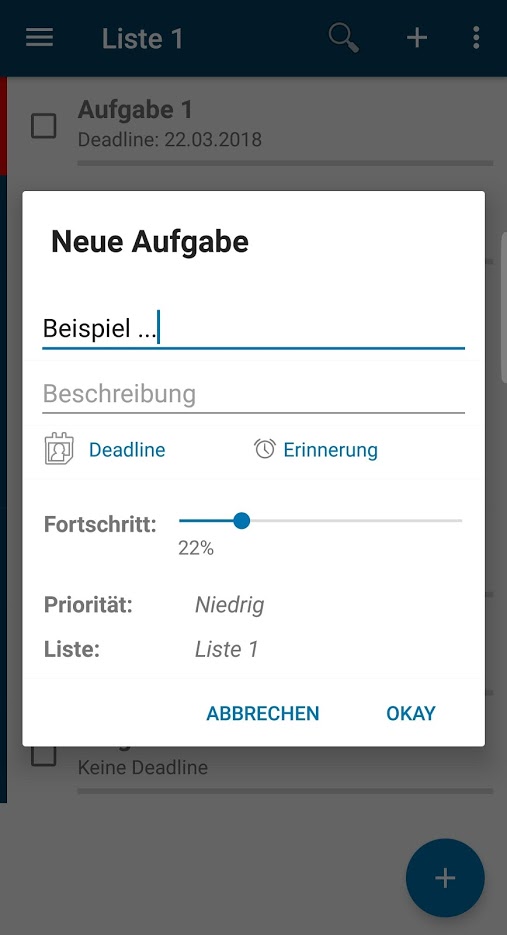 Liste 1
Aufgabe 1
Deadline: 22.03.2018
Neue Aufgabe
Beispiel ...
Beschreibung
Deadline Erinnerung
Fortschritt:
22%
Priorität: Niedrig
Liste: Liste 1
ABBRECHEN OKAY
Keine Deadline